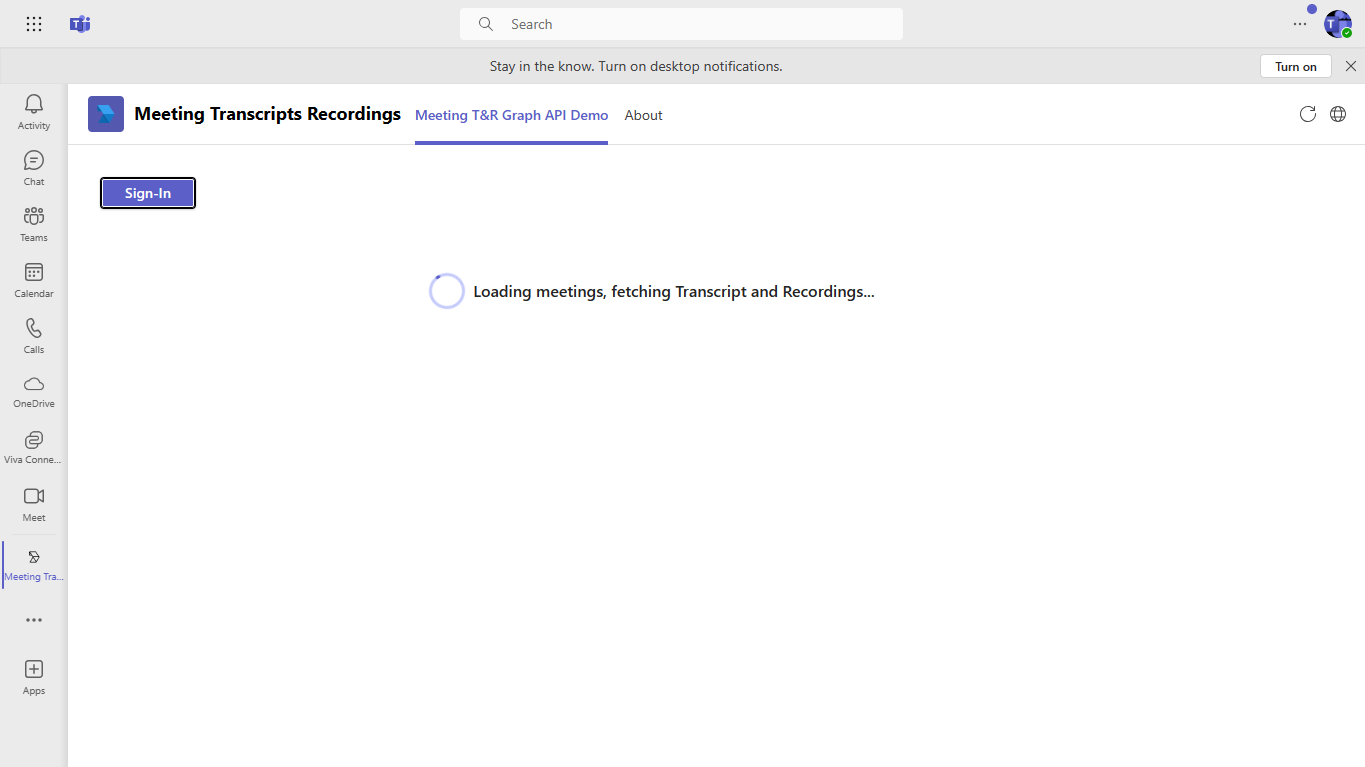 Search
Stay in the know. Turn on desktop notifications.
Turn on
Activity
Chat
Teams
Calendar
Calls
OneDrive
Viva Conne...
Meet
Meeting Tra...
Apps
Meeting Transcripts Recordings
Meeting T&R Graph API Demo
About
Sign-In
Loading meetings, fetching Transcript and Recordings...